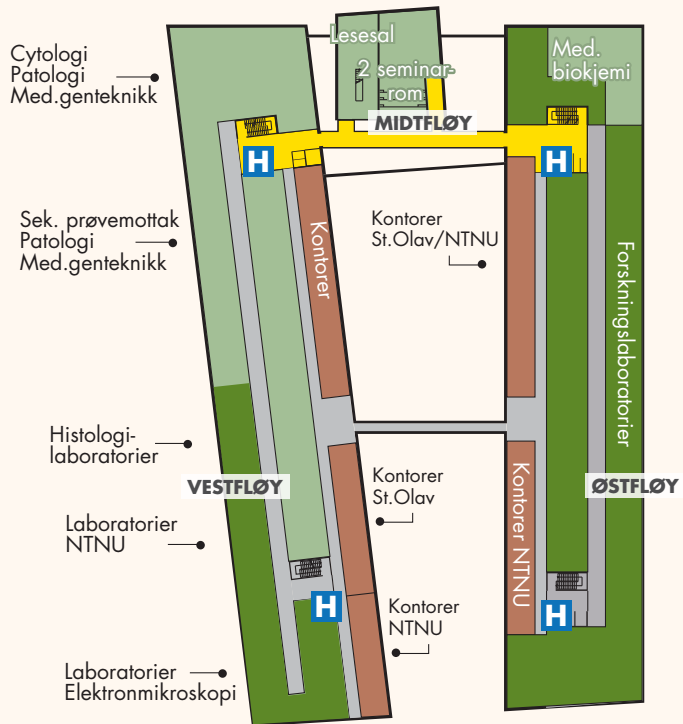 Lesesal
2 seminar-
rom
Med.
biokjemi
Cytologi
Patologi
Med.genteknikk
MIDTFLØY
H
H
Sek. prøvemottak
Patologi
Med.genteknikk
Kontorer
Kontorer
St.Olav/NTNU
Forskningslaboratorier
Histologi-
laboratorier
VESTFLØY
Kontorer
St.Olav
Kontorer NTNU
ØSTFLØY
Laboratorier
NTNU
H
H
Kontorer
NTNU
Laboratorier
Elektronmikroskopi